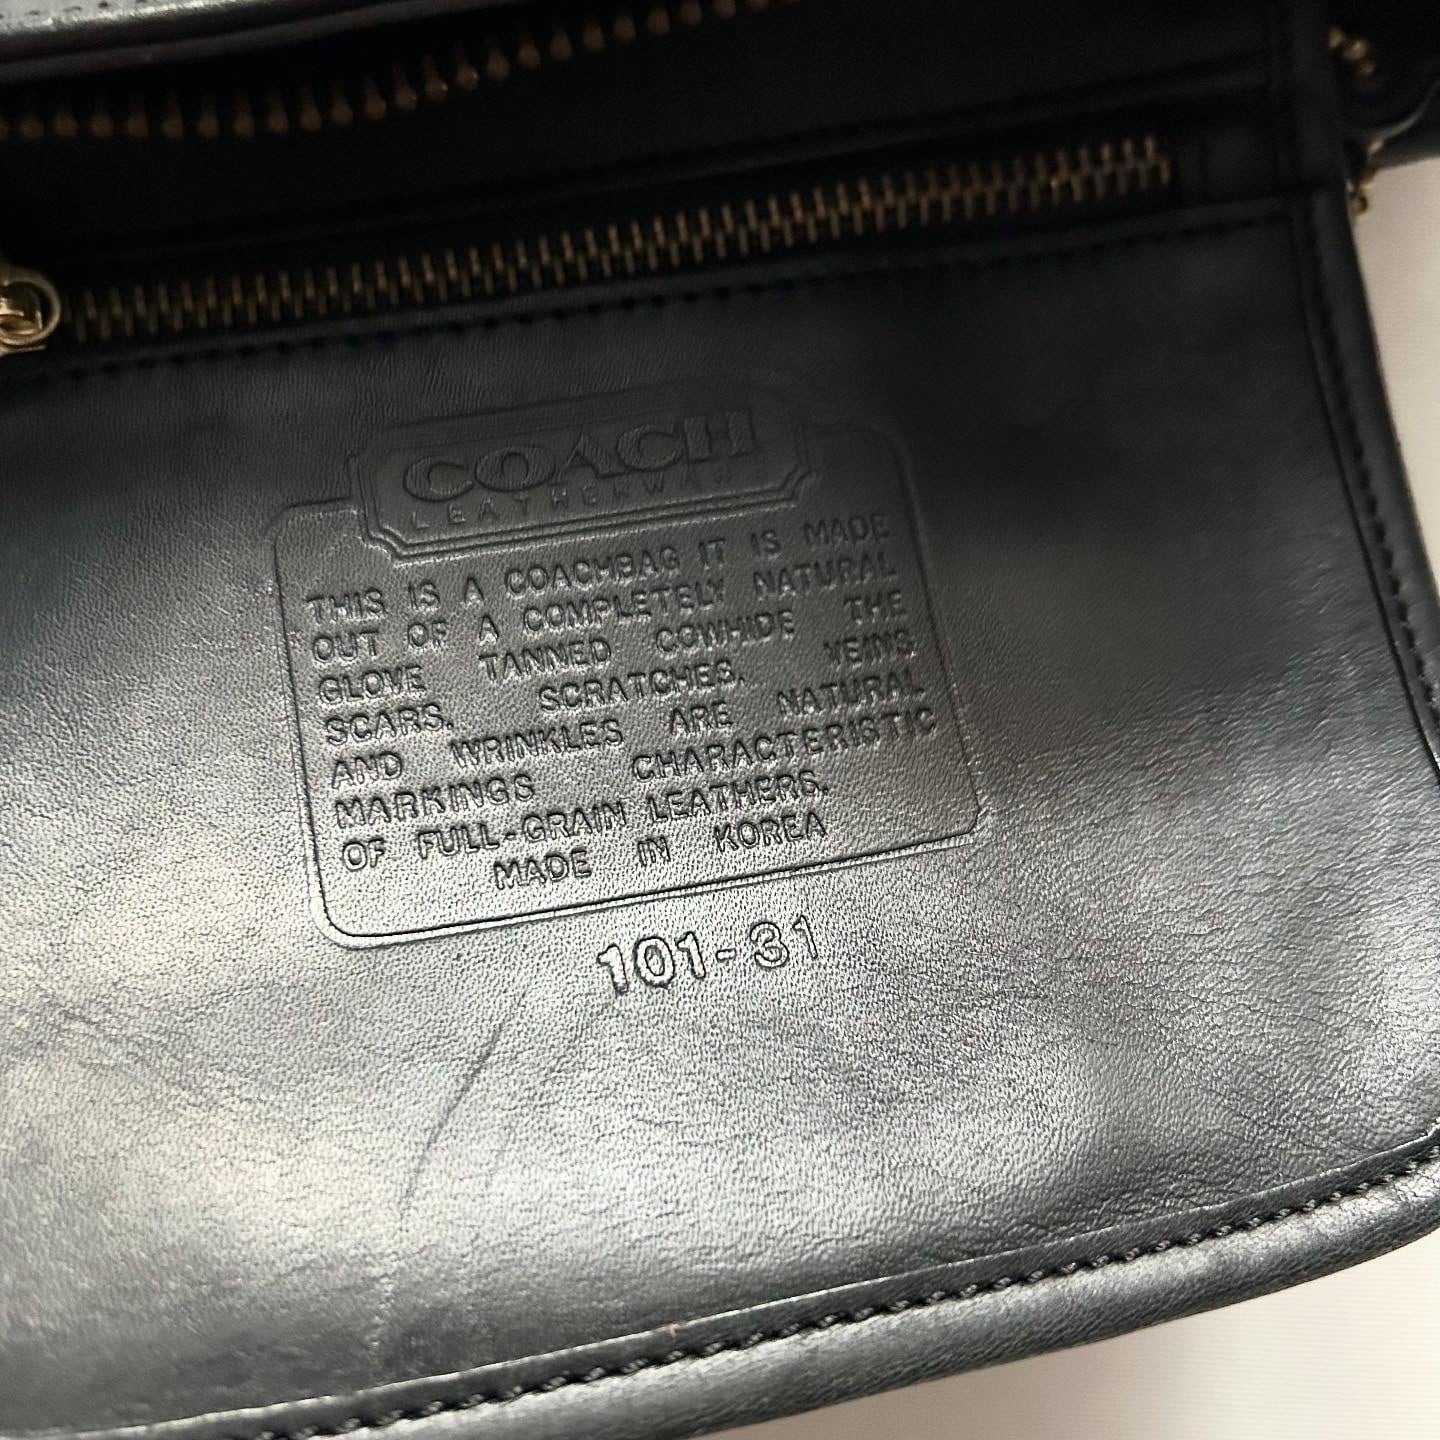 COACH
LEATHERWARE
THIS IS A COACHBAG IT IS MADE
OUT OF A COMPLETELY NATURAL
GLOVE TANNED COWHIDE THE
SCARS. SCRATCHES. VEINS
AND WRINKLES ARE NATURAL
MARKINGS CHARACTERISTIC
OF FULL-GRAIN LEATHERS.
MADE IN KOREA
101-31